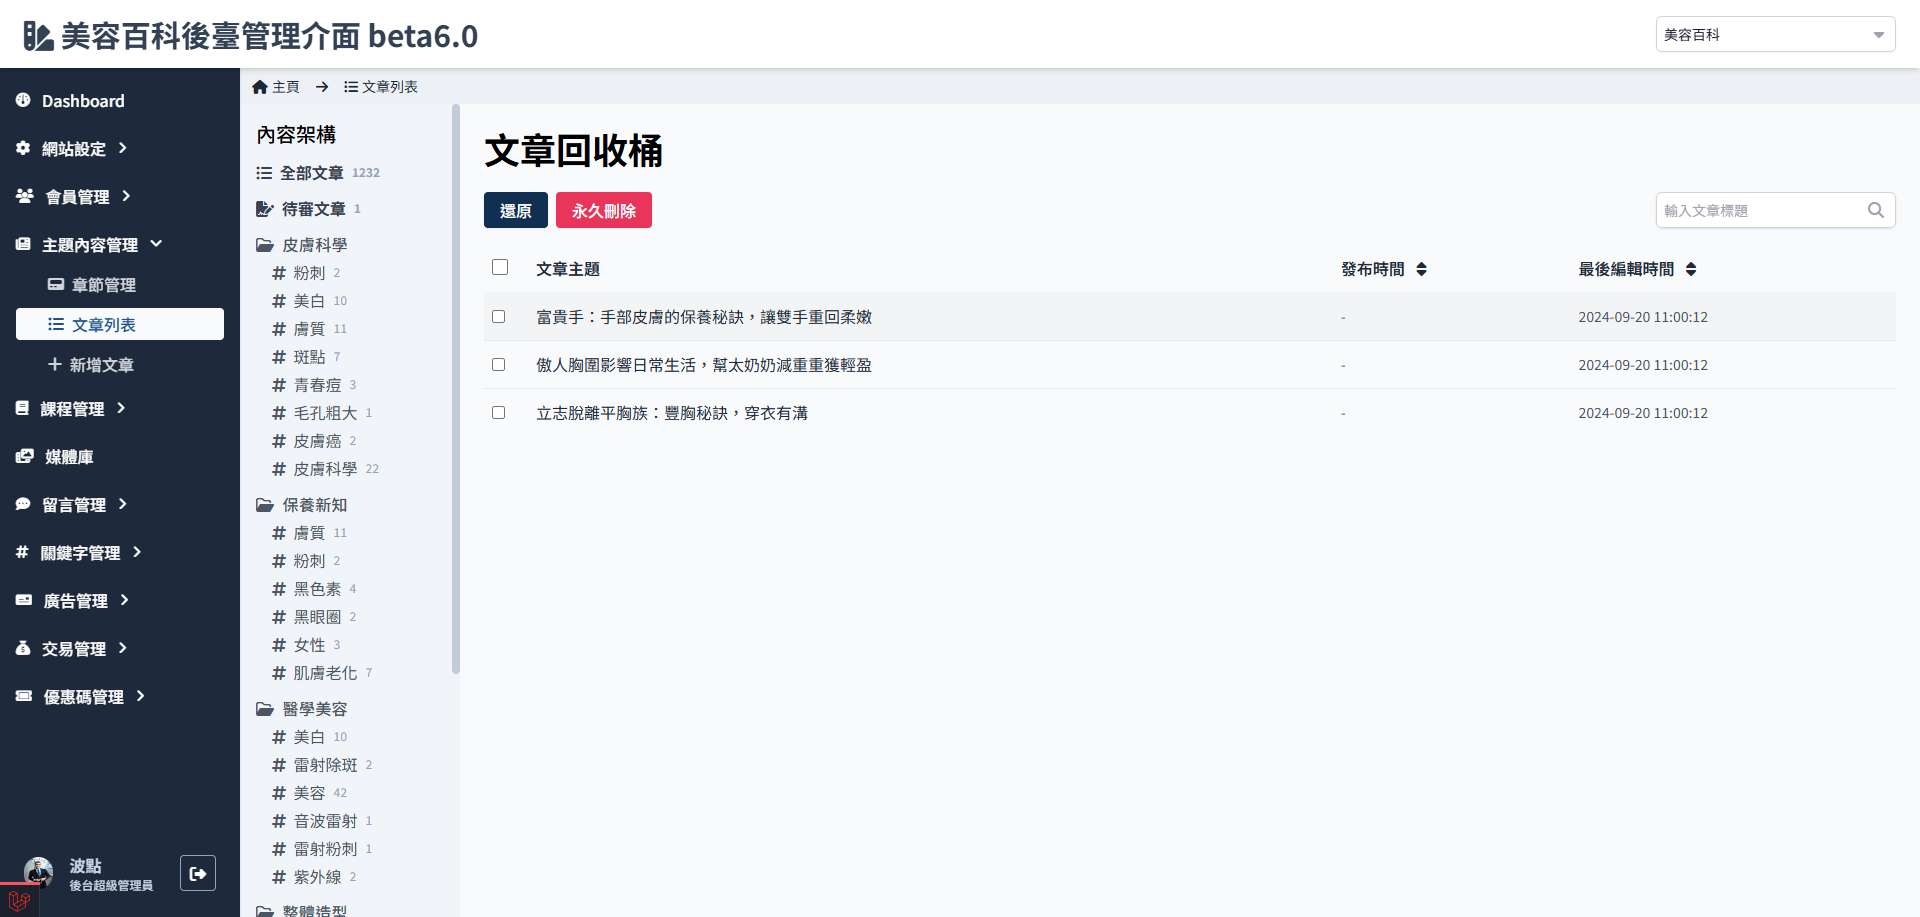 美容百科後臺管理介面 beta6.0
美容百科
Dashboard
網站設定
會員管理
主題內容管理
章節管理
文章列表
新增文章
課程管理
媒體庫
留言管理
關鍵字管理
廣告管理
交易管理
優惠碼管理
波點
後台超級管理員
主頁 → 文章列表
內容架構
全部文章 1232
待審文章 1
皮膚科學
# 粉刺 2
# 美白 10
# 膚質 11
# 斑點 7
# 青春痘 3
# 毛孔粗大 1
# 皮膚癌 2
# 皮膚科學 22
保養新知
# 膚質 11
# 粉刺 2
# 黑色素 4
# 黑眼圈 2
# 女性 3
# 肌膚老化 7
醫學美容
# 美白 10
# 雷射除斑 2
# 美容 42
# 音波雷射 1
# 雷射粉刺 1
# 紫外線 2
整體造型
文章回收桶
還原 永久刪除
輸入文章標題
文章主題 發布時間 最後編輯時間
富貴手：手部皮膚的保養秘訣，讓雙手重回柔嫩 - 2024-09-20 11:00:12
傲人胸圍影響日常生活，幫太奶奶減重重獲輕盈 - 2024-09-20 11:00:12
立志脫離平胸族：豐胸秘訣，穿衣有溝 - 2024-09-20 11:00:12